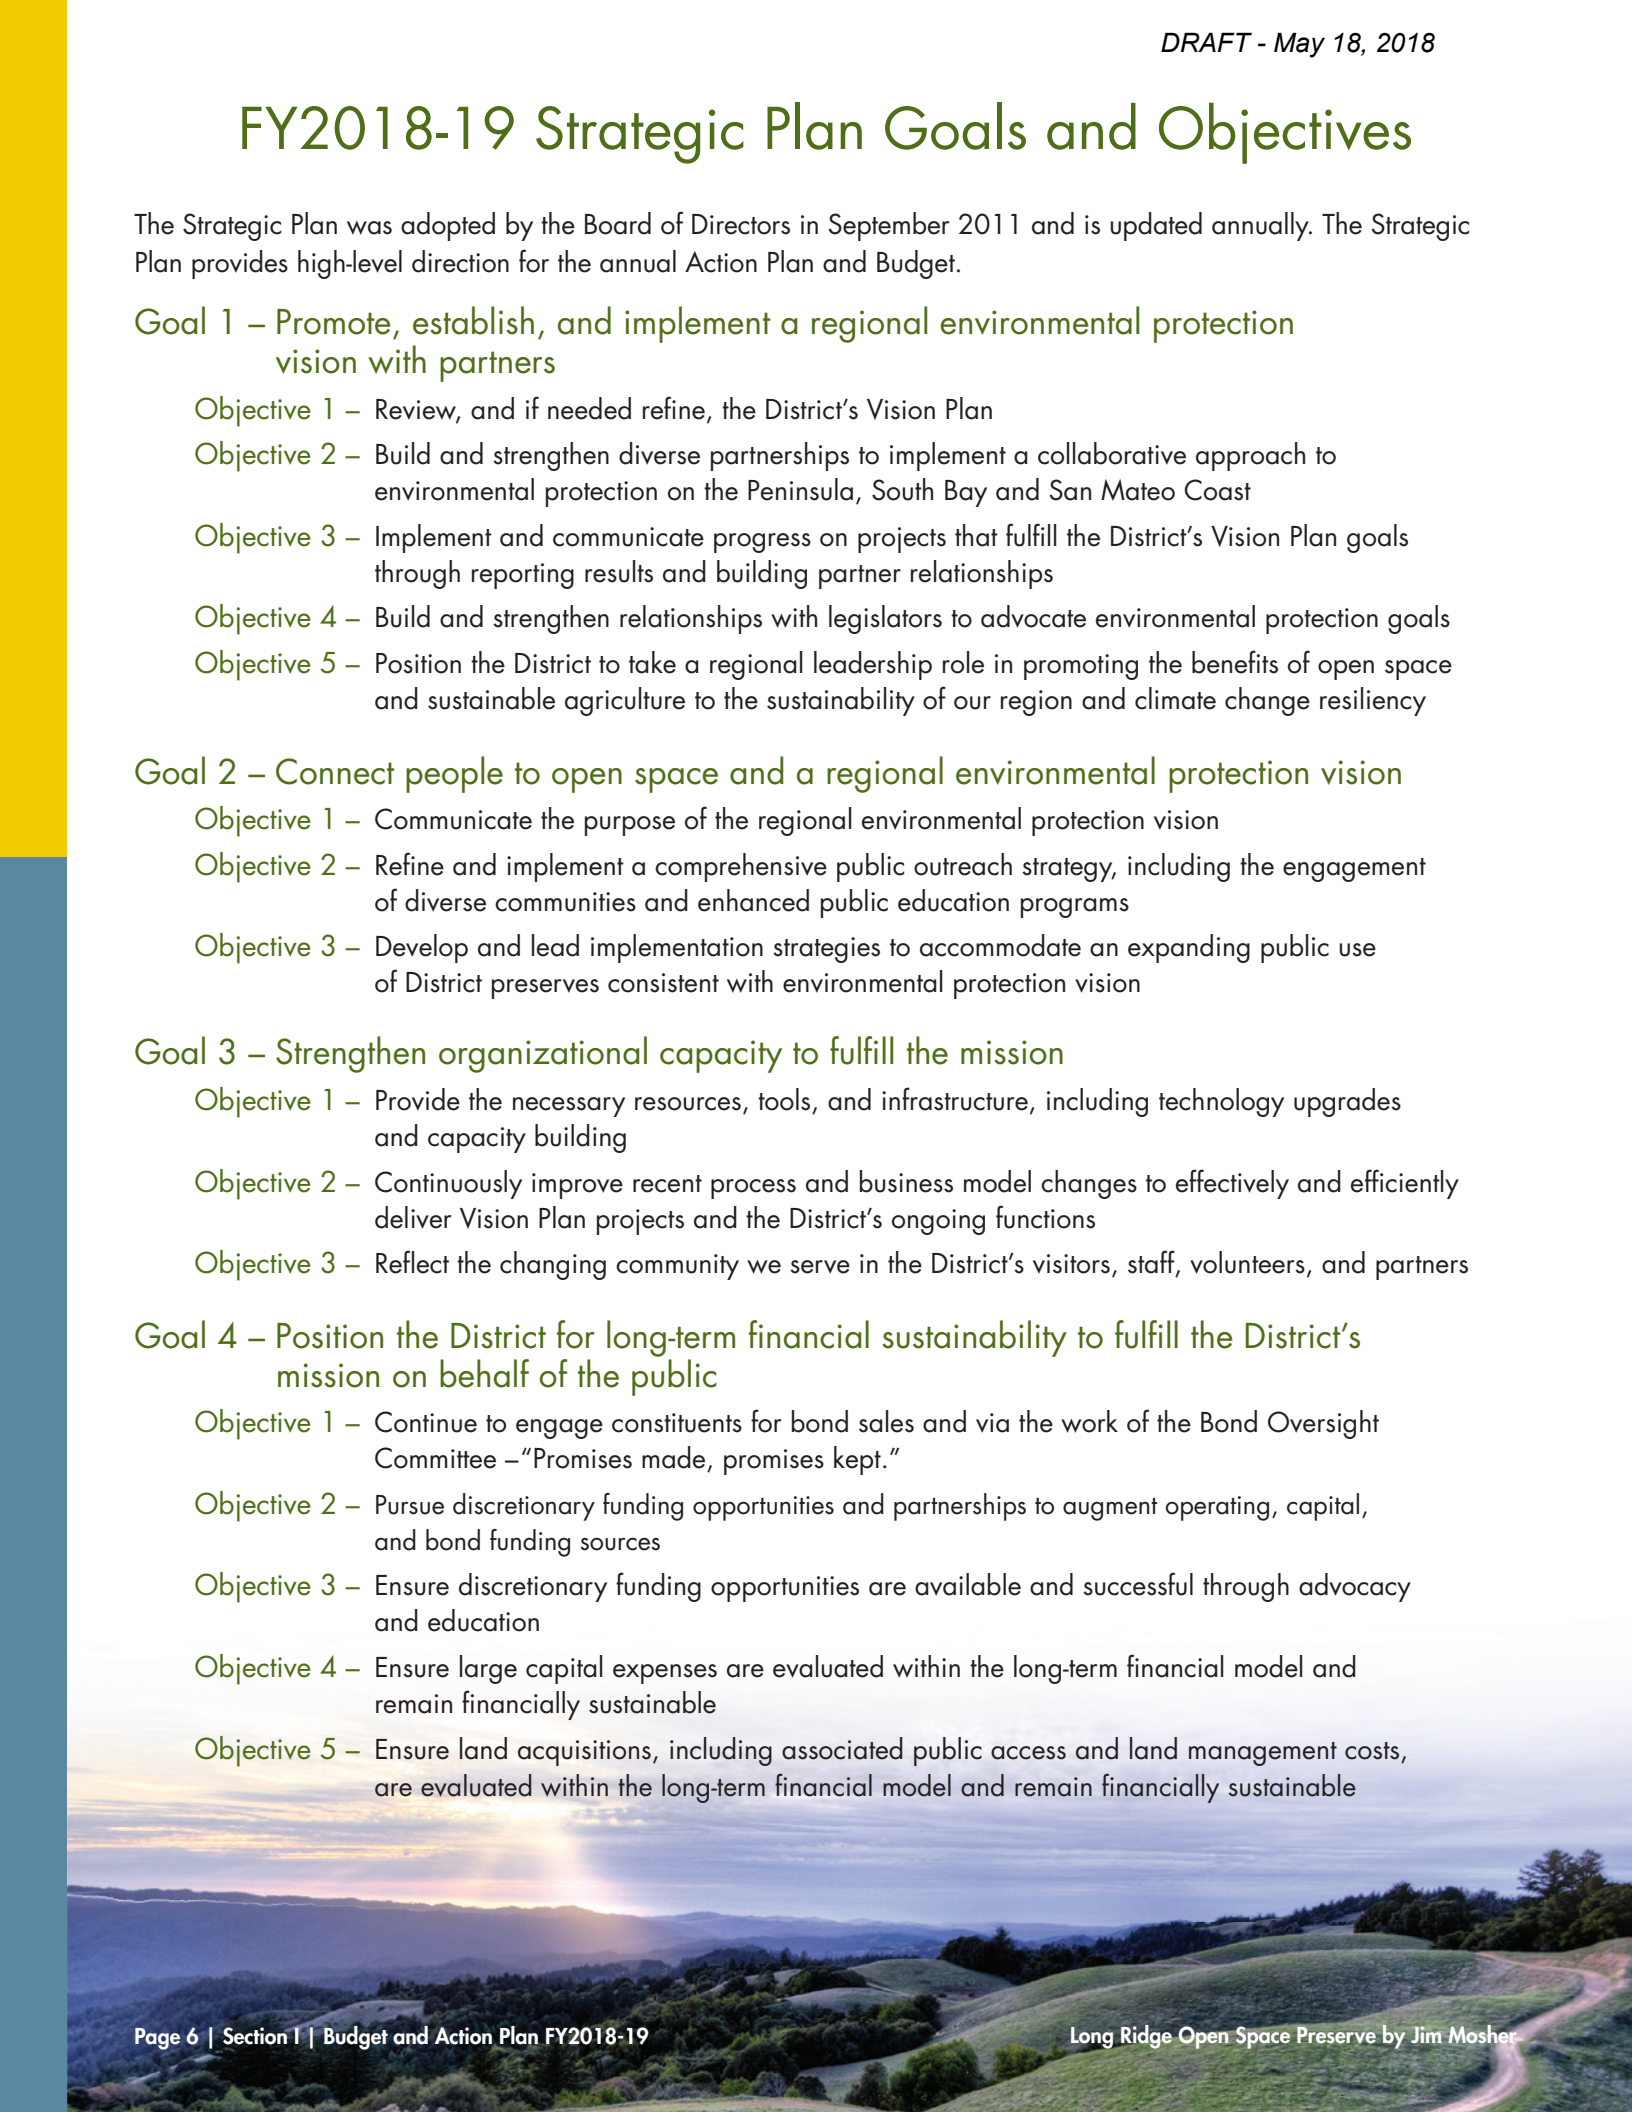 DRAFT - May 18, 2018
FY2018-19 Strategic Plan Goals and Objectives
The Strategic Plan was adopted by the Board of Directors in September 2011 and is updated annually. The Strategic
Plan provides high-level direction for the annual Action Plan and Budget.
Goal 1 – Promote, establish, and implement a regional environmental protection
vision with partners
Objective 1 – Review, and if needed refine, the District’s Vision Plan
Objective 2 – Build and strengthen diverse partnerships to implement a collaborative approach to
environmental protection on the Peninsula, South Bay and San Mateo Coast
Objective 3 – Implement and communicate progress on projects that fulfill the District’s Vision Plan goals
through reporting results and building partner relationships
Objective 4 – Build and strengthen relationships with legislators to advocate environmental protection goals
Objective 5 – Position the District to take a regional leadership role in promoting the benefits of open space
and sustainable agriculture to the sustainability of our region and climate change resiliency
Goal 2 – Connect people to open space and a regional environmental protection vision
Objective 1 – Communicate the purpose of the regional environmental protection vision
Objective 2 – Refine and implement a comprehensive public outreach strategy, including the engagement
of diverse communities and enhanced public education programs
Objective 3 – Develop and lead implementation strategies to accommodate an expanding public use
of District preserves consistent with environmental protection vision
Goal 3 – Strengthen organizational capacity to fulfill the mission
Objective 1 – Provide the necessary resources, tools, and infrastructure, including technology upgrades
and capacity building
Objective 2 – Continuously improve recent process and business model changes to effectively and efficiently
deliver Vision Plan projects and the District’s ongoing functions
Objective 3 – Reflect the changing community we serve in the District’s visitors, staff, volunteers, and partners
Goal 4 – Position the District for long-term financial sustainability to fulfill the District’s
mission on behalf of the public
Objective 1 – Continue to engage constituents for bond sales and via the work of the Bond Oversight
Committee –“Promises made, promises kept.”
Objective 2 – Pursue discretionary funding opportunities and partnerships to augment operating, capital,
and bond funding sources
Objective 3 – Ensure discretionary funding opportunities are available and successful through advocacy
and education
Objective 4 – Ensure large capital expenses are evaluated within the long-term financial model and
remain financially sustainable
Objective 5 – Ensure land acquisitions, including associated public access and land management costs,
are evaluated within the long-term financial model and remain financially sustainable
Page 6 | Section I | Budget and Action Plan FY2018-19
Long Ridge Open Space Preserve by Jim Mosher